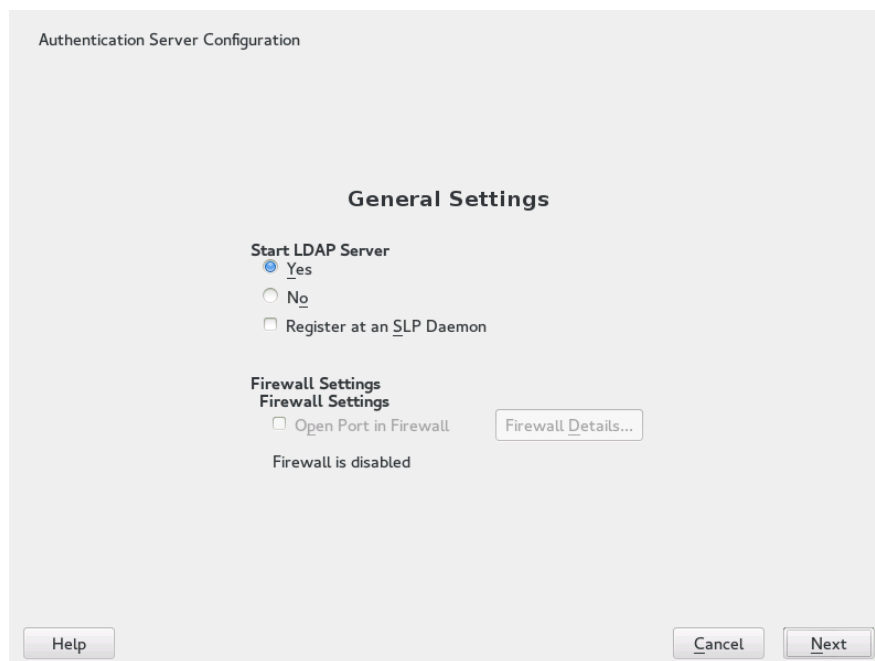 Authentication Server Configuration
General Settings
Start LDAP Server
Yes
No
Register at an SLP Daemon
Firewall Settings
Firewall Settings
Open Port in Firewall Firewall Details...
Firewall is disabled
Help Cancel Next